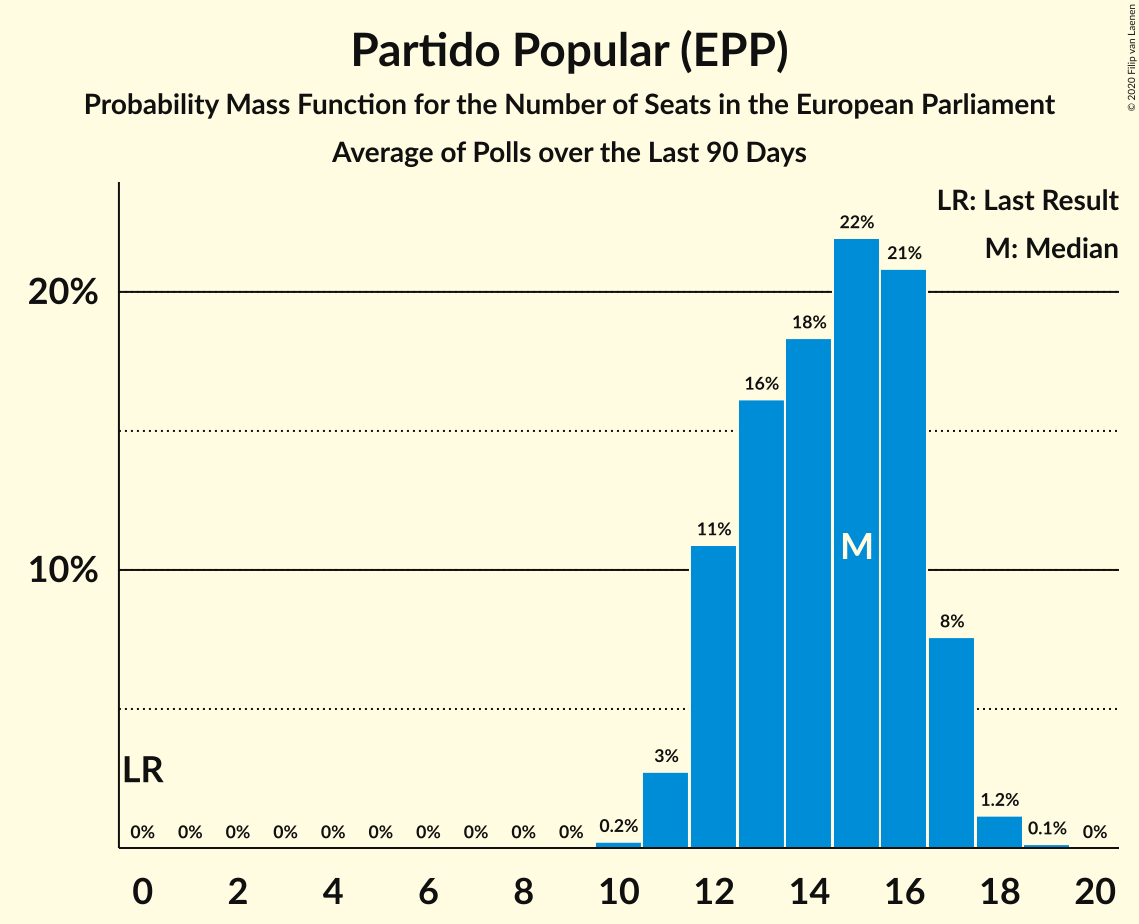 Partido Popular (EPP)
Probability Mass Function for the Number of Seats in the European Parliament
Average of Polls over the Last 90 Days
© 2020 Filip van Laenen
LR: Last Result
M: Median
22%
21%
20%
18%
16%
11%
M
10%
8%
3%
LR
1.2%
0% 0% 0% 0% 0% 0% 0% 0% 0% 0% 0.2% 0.1% 0%
0 2 4 6 8 10 12 14 16 18 20